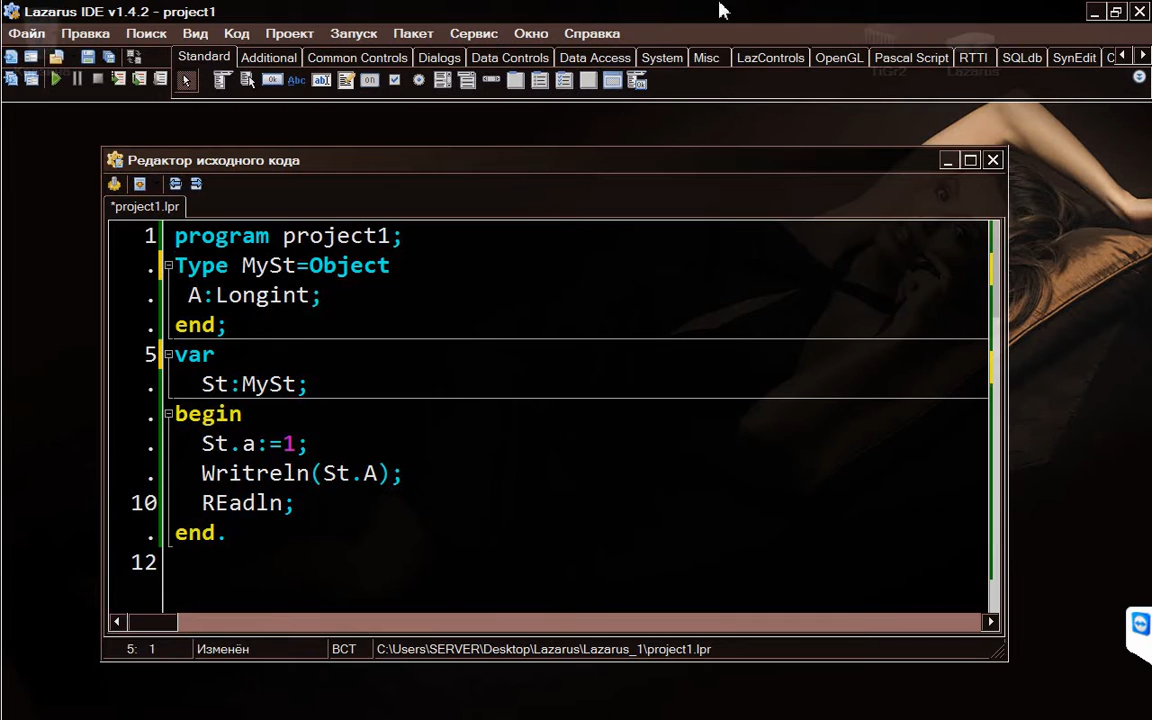 Lazarus IDE v1.4.2 - project1
Файл Правка Поиск Вид Код Проект Запуск Пакет Сервис Окно Справка
Standard Additional Common Controls Dialogs Data Controls Data Access System Misc LazControls OpenGL Pascal Script RTTI SQLdb SynEdit
TiGr2 Lazarus
Редактор исходного кода
*project1.lpr
1 program project1;
. Type MySt=Object
. A:Longint;
. end;
5 var
. St:MySt;
. begin
. St.a:=1;
. Writreln(St.A);
10 REadln;
. end.
12
5: 1 Изменён ВСТ C:\Users\SERVER\Desktop\Lazarus\Lazarus_1\project1.lpr